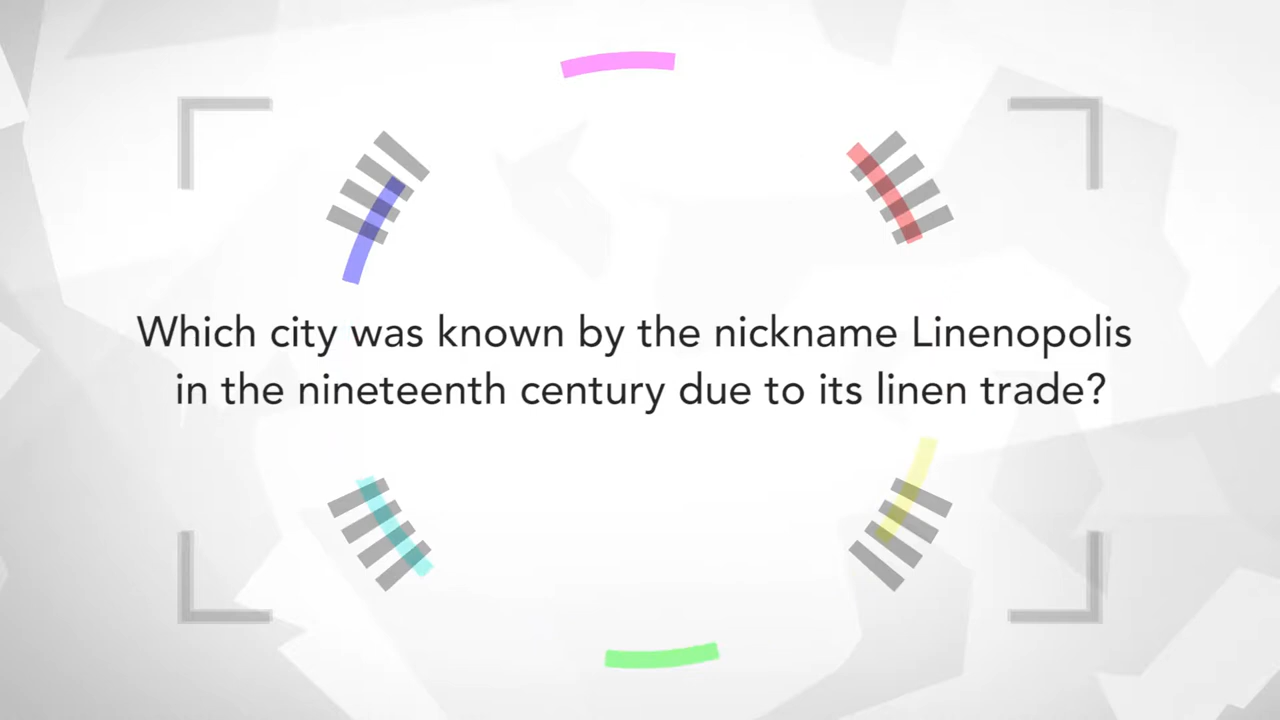 Which city was known by the nickname Linenopolis
in the nineteenth century due to its linen trade?